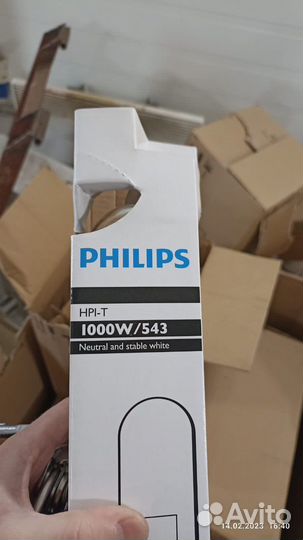 PHILIPS
HPI-T
1000W/543
Neutral and stable white
14.02.2023 16:40
Avito